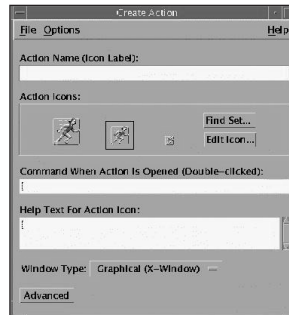 Create Action
File Options Help
Action Name (Icon Label):
Action Icons:
Find Set...
Edit Icon...
Command When Action Is Opened (Double-clicked):
Help Text For Action Icon:
Window Type: Graphical (X-Window)
Advanced